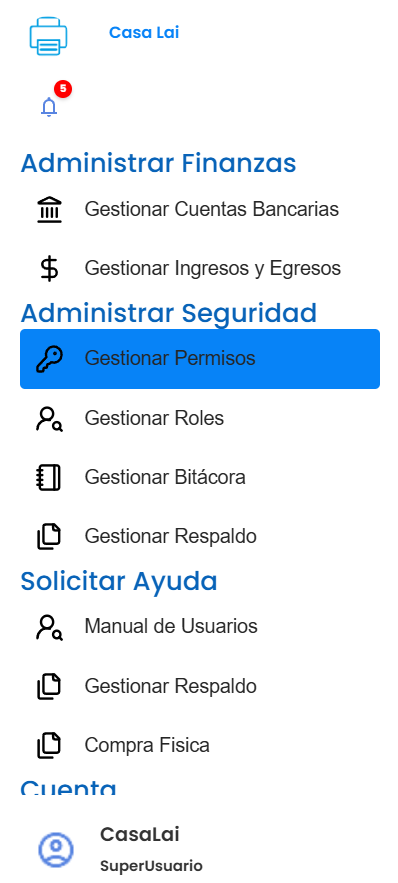 Casa Lai
5
Administrar Finanzas
Gestionar Cuentas Bancarias
Gestionar Ingresos y Egresos
Administrar Seguridad
Gestionar Permisos
Gestionar Roles
Gestionar Bitácora
Gestionar Respaldo
Solicitar Ayuda
Manual de Usuarios
Gestionar Respaldo
Compra Fisica
Cuenta
CasaLai
SuperUsuario